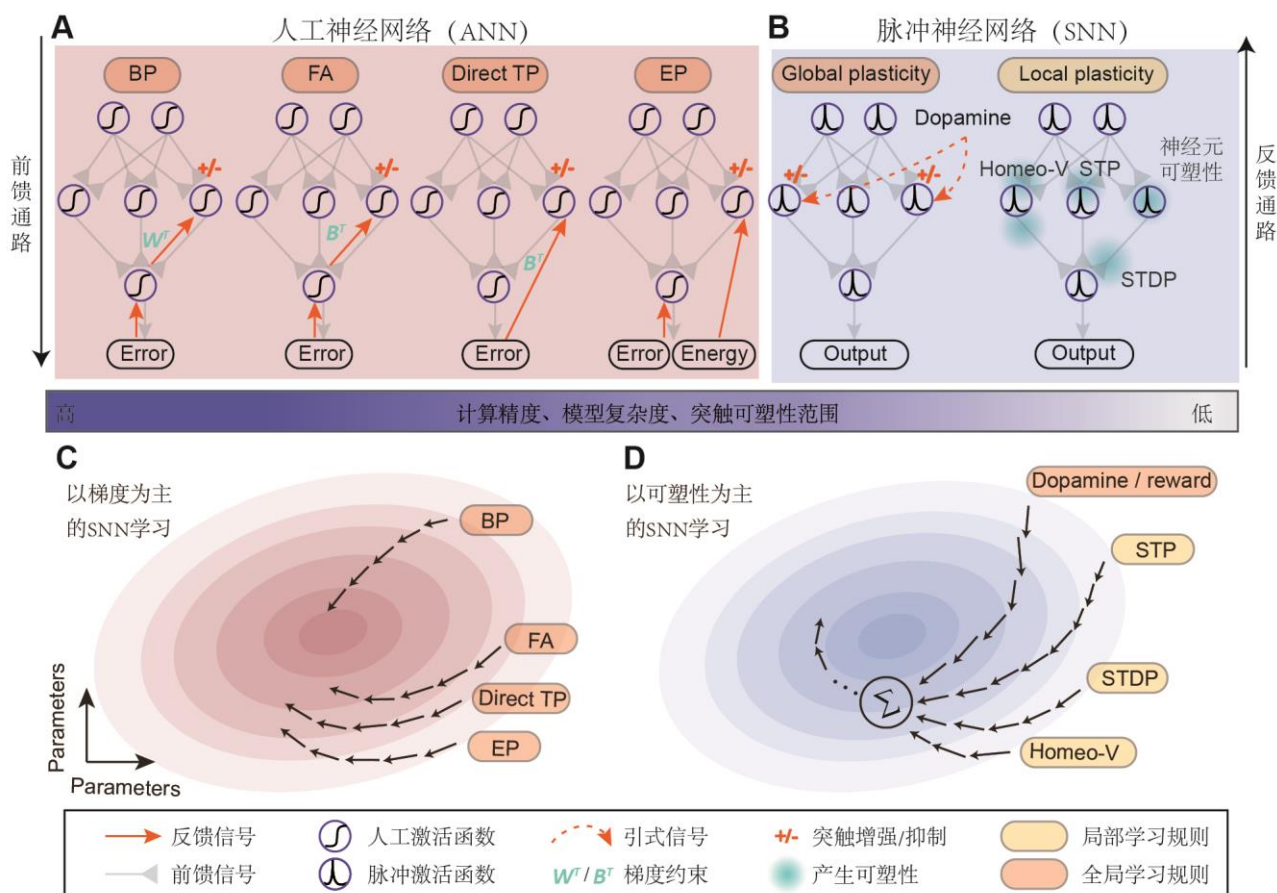 A
人工神经网络 (ANN)
B
脉冲神经网络 (SNN)
BP
FA
Direct TP
EP
Global plasticity
Local plasticity
Dopamine
前馈通路
反馈通路
+/-
+/-
+/-
+/-
+/-
+/-
Homeo-V
STP
神经元
可塑性
Wᵀ
Bᵀ
Bᵀ
STDP
Error
Error
Error
Error
Energy
Output
Output
高
计算精度、模型复杂度、突触可塑性范围
低
C
以梯度为主
的SNN学习
BP
FA
Direct TP
EP
Parameters
Parameters
D
以可塑性为主
的SNN学习
Dopamine / reward
STP
STDP
Homeo-V
Σ
反馈信号
人工激活函数
引式信号
+/- 突触增强/抑制
局部学习规则
前馈信号
脉冲激活函数
Wᵀ / Bᵀ 梯度约束
产生可塑性
全局学习规则